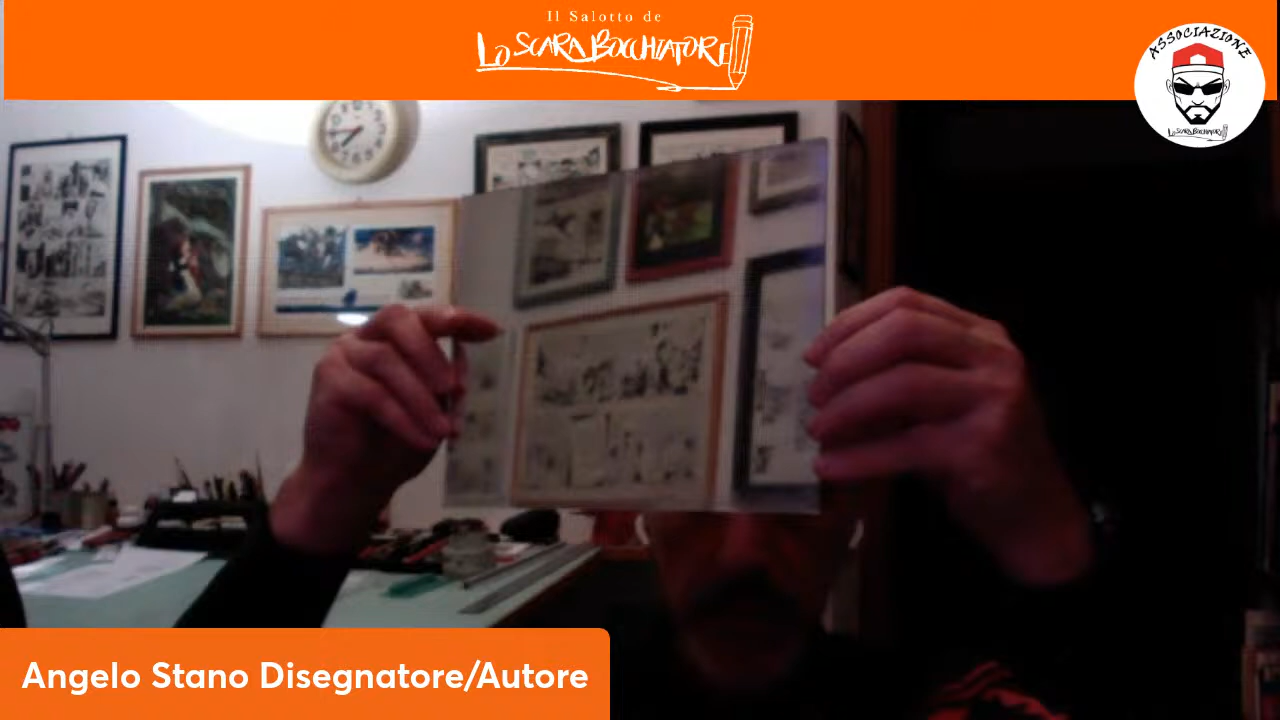 Il Salotto de
Lo SCARABOCCHIATORE
ASSOCIAZIONE
Lo SCARABOCCHIATORE
Angelo Stano Disegnatore/Autore